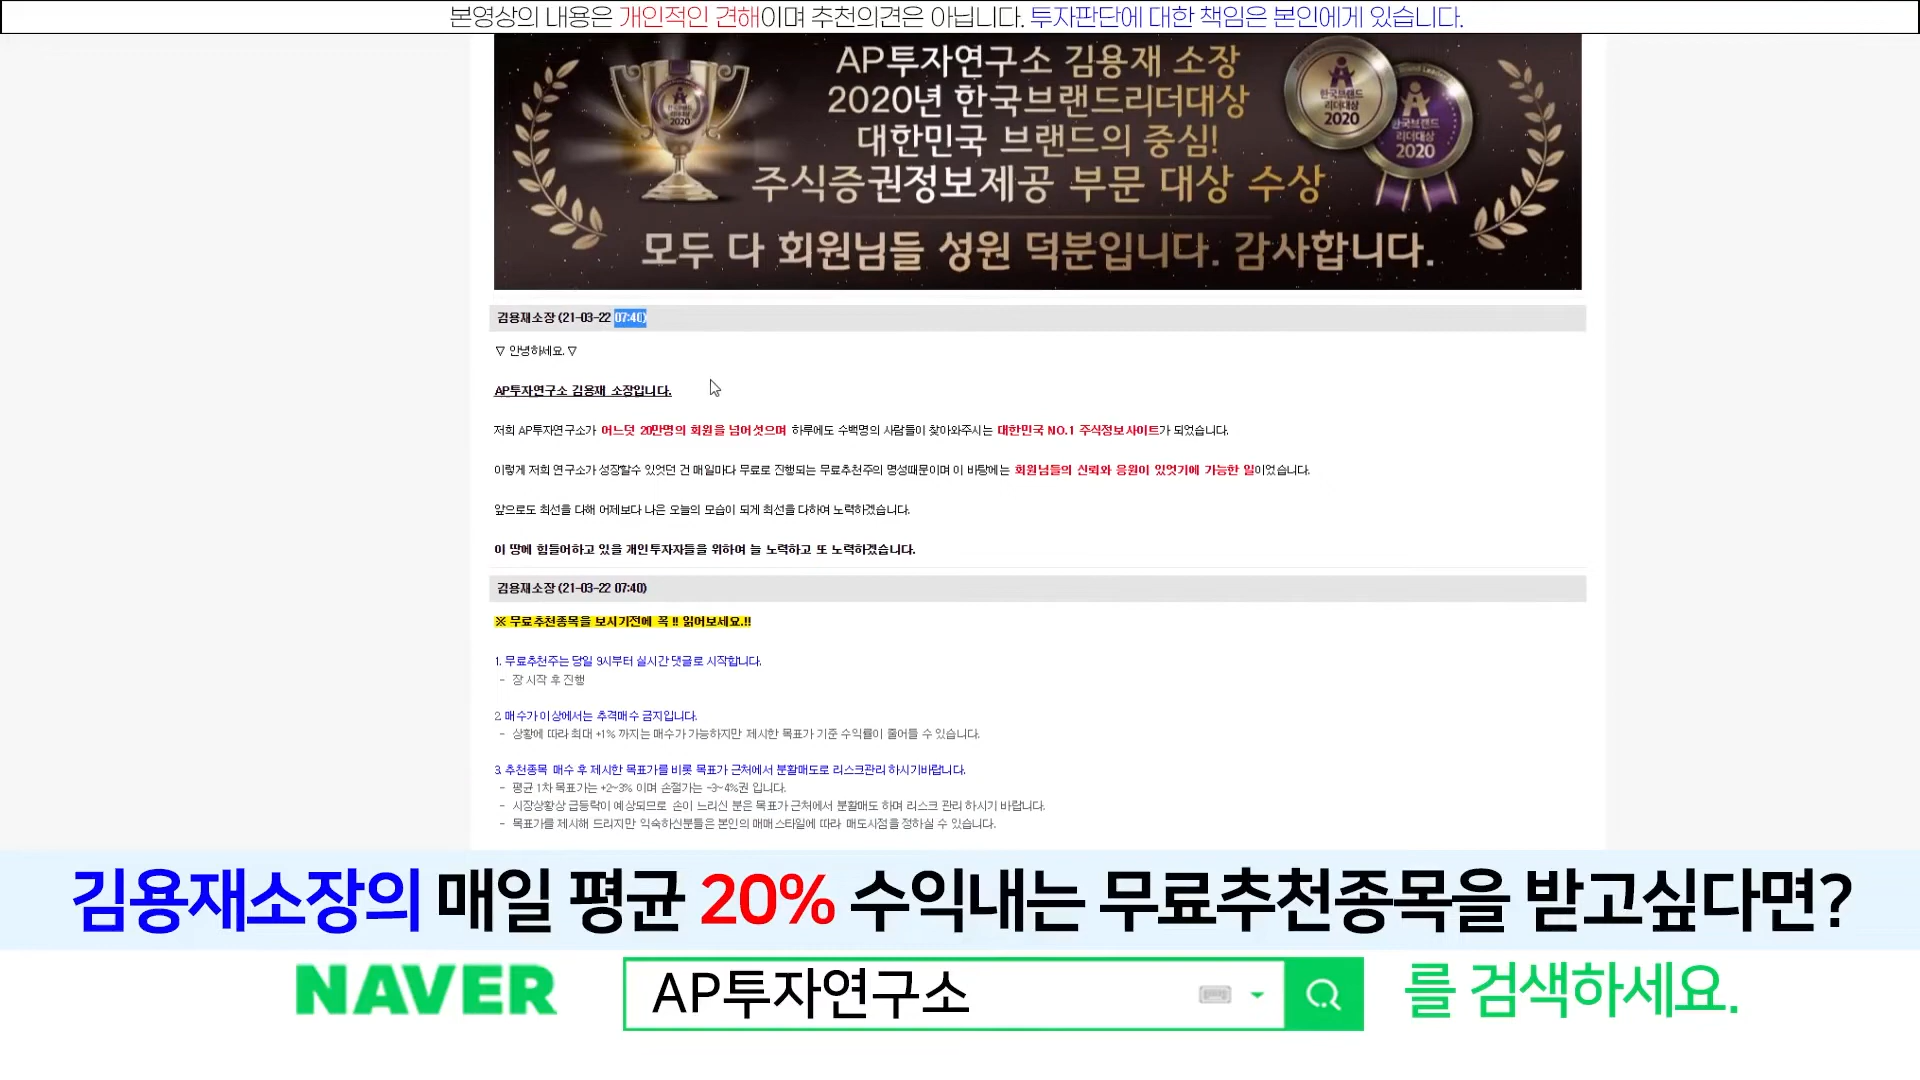 본영상의 내용은 개인적인 견해이며 추천의견은 아닙니다. 투자판단에 대한 책임은 본인에게 있습니다.
AP투자연구소 김용재 소장
2020년 한국브랜드리더대상
대한민국 브랜드의 중심!
주식증권정보제공 부문 대상 수상
모두 다 회원님들 성원 덕분입니다. 감사합니다.
한국브랜드
리더대상
2020
한국브랜드
리더대상
2020
김용재소장 (21-03-22 07:40)
▽ 안녕하세요. ▽
AP투자연구소 김용재 소장입니다.
저희 AP투자연구소가 어느덧 20만명의 회원을 넘어섯으며 하루에도 수백명의 사람들이 찾아와주시는 대한민국 NO.1 주식정보사이트가 되었습니다.
이렇게 저희 연구소가 성장할수 있엇던 건 매일마다 무료로 진행되는 무료추천주의 명성때문이며 이 바탕에는 회원님들의 신뢰와 응원이 있엇기에 가능한 일이었습니다.
앞으로도 최선을 다해 어제보다 나은 오늘의 모습이 되게 최선을 다하여 노력하겠습니다.
이 땅에 힘들어하고 있을 개인투자자들을 위하여 늘 노력하고 또 노력하겠습니다.
김용재소장 (21-03-22 07:40)
※ 무료추천종목을 보시기전에 꼭 !! 읽어보세요.!!
1. 무료추천주는 당일 9시부터 실시간 댓글로 시작합니다.
- 장 시작 후 진행
2. 매수가 이상에서는 추격매수 금지입니다.
- 상황에 따라 최대 +1% 까지는 매수가 가능하지만 제시한 목표가 기준 수익률이 줄어들 수 있습니다.
3. 추천종목 매수 후 제시한 목표가를 비롯 목표가 근처에서 분할매도로 리스크관리 하시기바랍니다.
- 평균 1차 목표가는 +2~3% 이며 손절가는 -3~4%권 입니다.
- 시장상황상 급등락이 예상되므로 손이 느리신 분은 목표가 근처에서 분할매도 하며 리스크 관리 하시기 바랍니다.
- 목표가를 제시해 드리지만 익숙하신분들은 본인의 매매 스타일에 따라 매도시점을 정하실 수 있습니다.
김용재소장의 매일 평균 20% 수익내는 무료추천종목을 받고싶다면?
NAVER AP투자연구소 를 검색하세요.